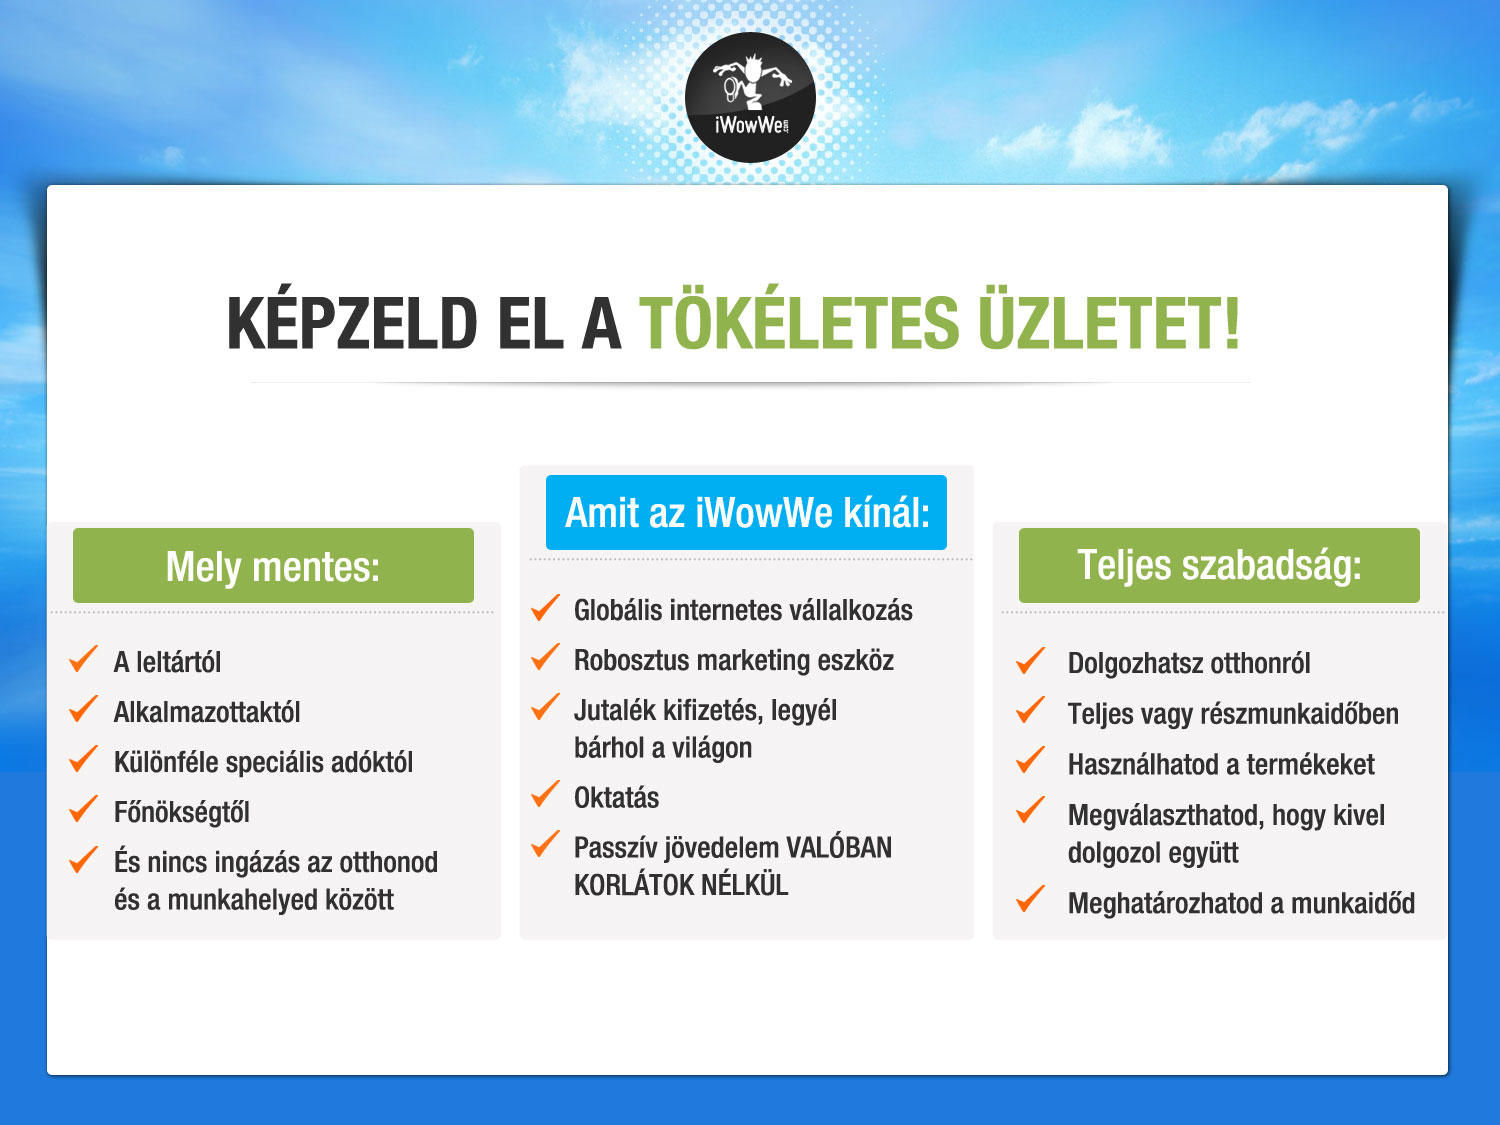 iWowWe.com
KÉPZELD EL A TÖKÉLETES ÜZLETET!
Mely mentes:
A leltártól
Alkalmazottaktól
Különféle speciális adóktól
Főnökségtől
És nincs ingázás az otthonod
és a munkahelyed között
Amit az iWowWe kínál:
Globális internetes vállalkozás
Robosztus marketing eszköz
Jutalék kifizetés, legyél
bárhol a világon
Oktatás
Passzív jövedelem VALÓBAN
KORLÁTOK NÉLKÜL
Teljes szabadság:
Dolgozhatsz otthonról
Teljes vagy részmunkaidőben
Használhatod a termékeket
Megválaszthatod, hogy kivel
dolgozol együtt
Meghatározhatod a munkaidőd